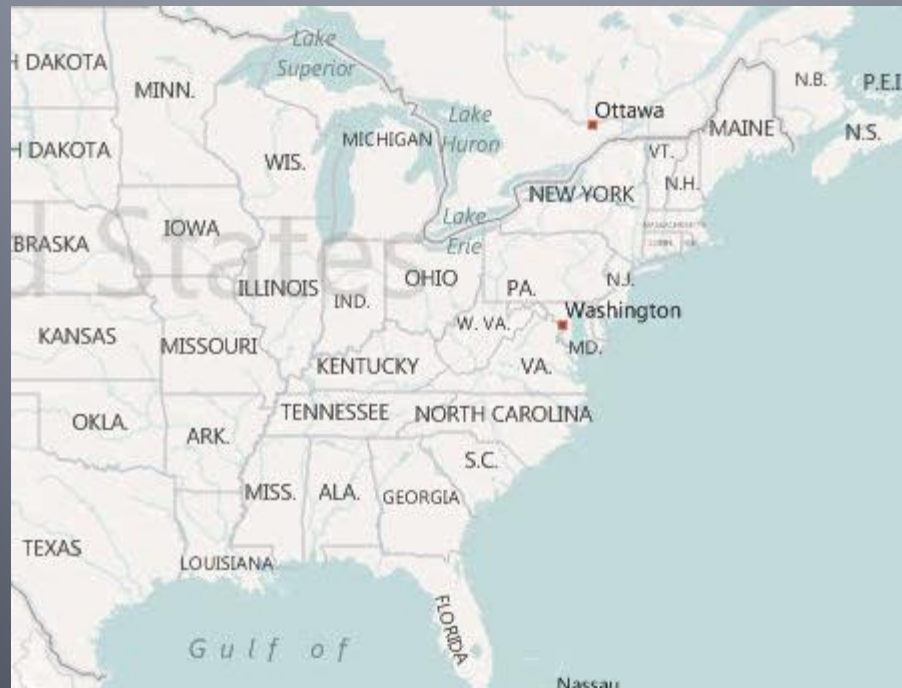 Lake
Superior
H DAKOTA
MINN.
N.B.
P.E.I
Lake
Huron
Ottawa
MICHIGAN
MAINE
N.S.
H DAKOTA
WIS.
VT.
N.H.
NEW YORK
IOWA
Lake
Erie
EBRASKA
d States
OHIO
N.J.
ILLINOIS
IND.
PA.
Washington
W. VA.
KANSAS
MISSOURI
MD.
KENTUCKY
VA.
TENNESSEE
NORTH CAROLINA
OKLA.
ARK.
S.C.
MISS.
ALA.
GEORGIA
TEXAS
LOUISIANA
FLORIDA
Gulf of
Nassau